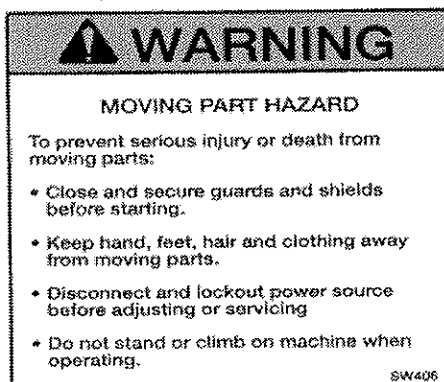 WARNING
MOVING PART HAZARD
To prevent serious injury or death from
moving parts:
• Close and secure guards and shields
before starting.
• Keep hand, feet, hair and clothing away
from moving parts.
• Disconnect and lockout power source
before adjusting or servicing
• Do not stand or climb on machine when
operating.
SW406